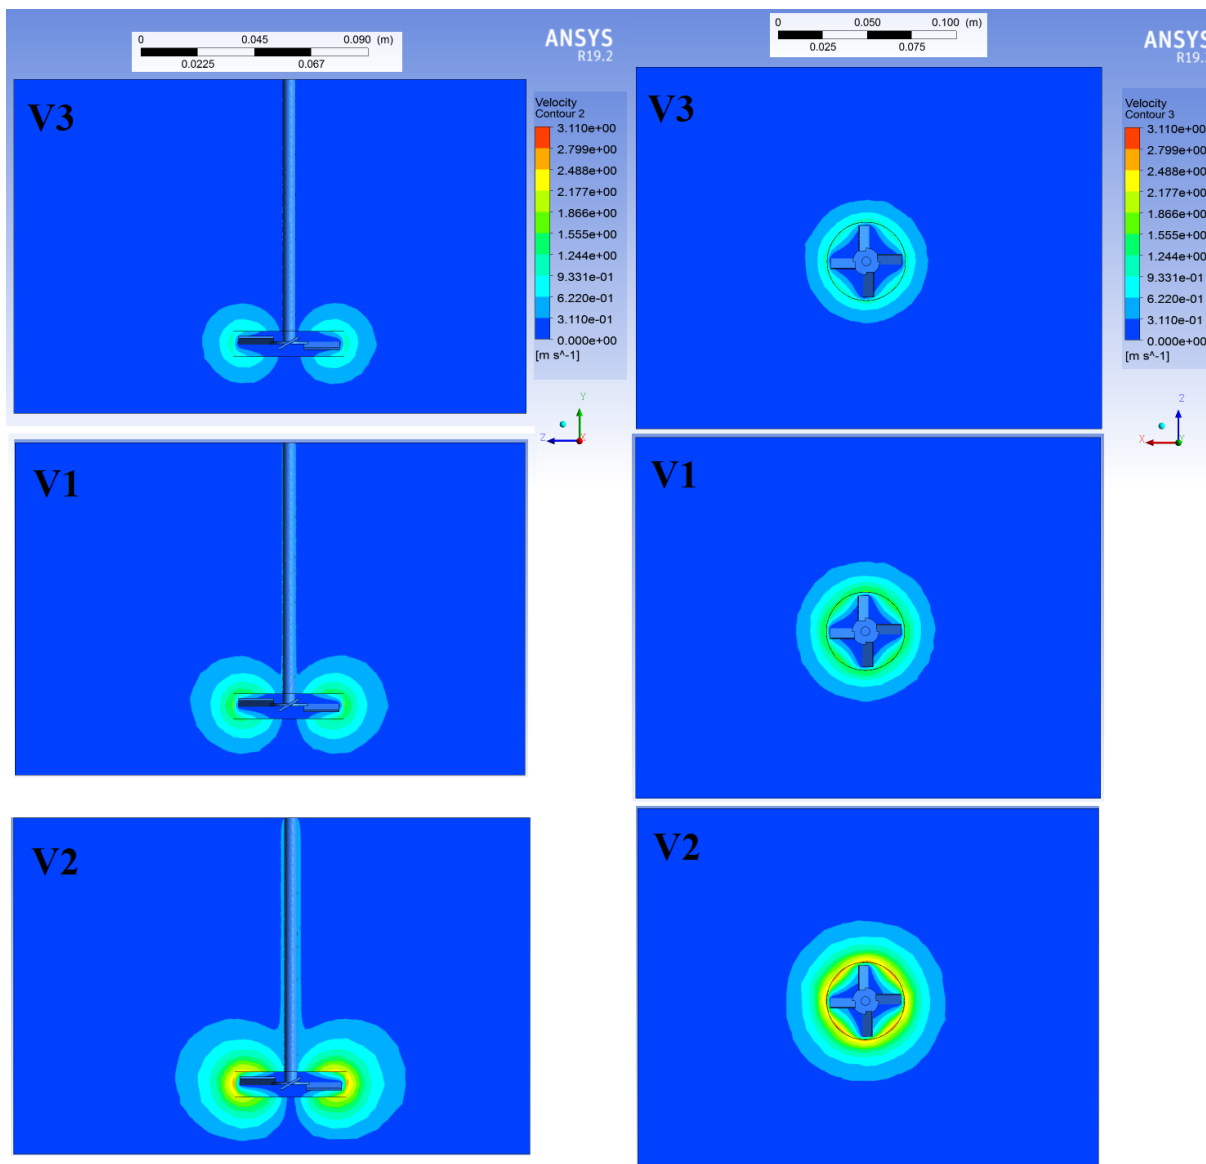 0 0.045 0.090 (m)
0.0225 0.067
ANSYS
R19.2
V3
Velocity
Contour 2
3.110e+00
2.799e+00
2.488e+00
2.177e+00
1.866e+00
1.555e+00
1.244e+00
9.331e-01
6.220e-01
3.110e-01
0.000e+00
[m s^-1]
Y
Z
X
0 0.050 0.100 (m)
0.025 0.075
ANSYS
R19.
V3
Velocity
Contour 3
3.110e+00
2.799e+00
2.488e+00
2.177e+00
1.866e+00
1.555e+00
1.244e+00
9.331e-01
6.220e-01
3.110e-01
0.000e+00
[m s^-1]
Z
X
Y
V1
V1
V2
V2